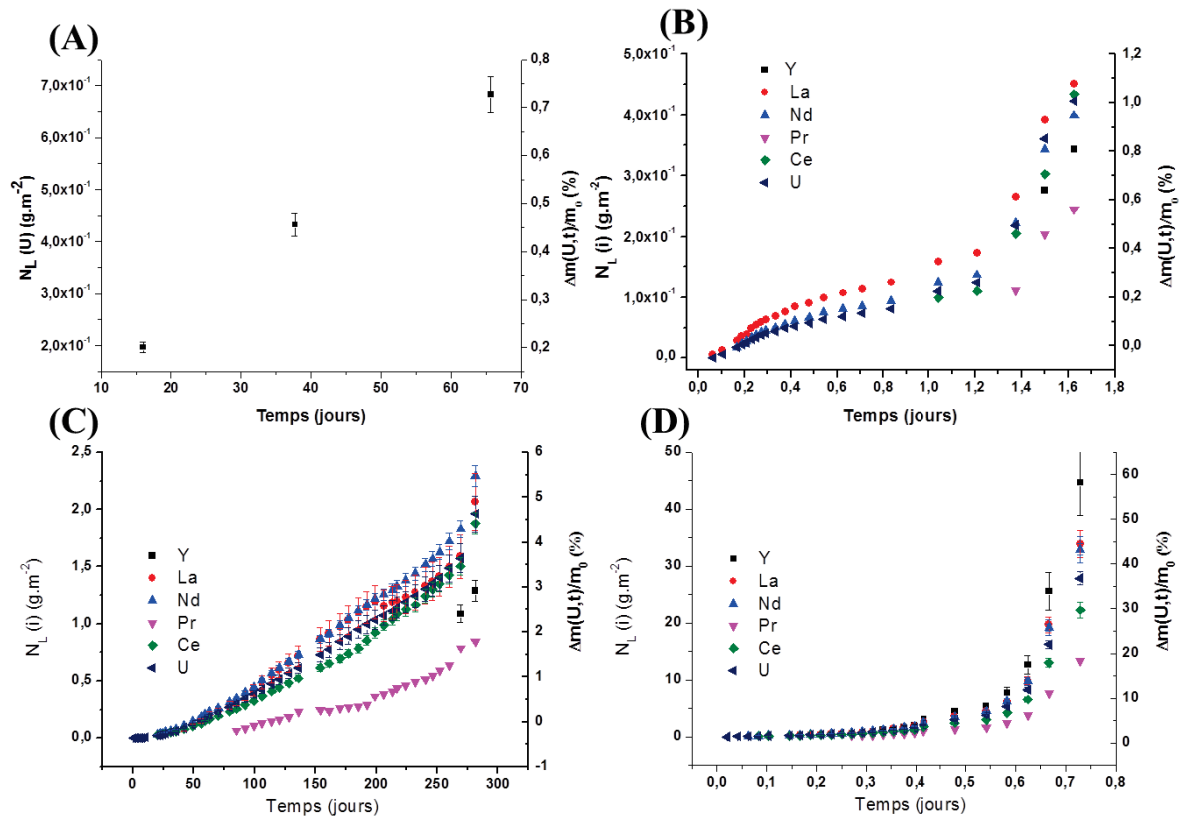 (A)
0,8
7,0x10⁻¹
0,7
6,0x10⁻¹
0,6
5,0x10⁻¹
0,5
4,0x10⁻¹
0,4
3,0x10⁻¹
0,3
2,0x10⁻¹
0,2
10 20 30 40 50 60 70
N_L (U) (g.m⁻²)
Δm(U,t)/m₀ (%)
Temps (jours)
(B)
5,0x10⁻¹
4,0x10⁻¹
3,0x10⁻¹
2,0x10⁻¹
1,0x10⁻¹
0,0
1,2
1,0
0,8
0,6
0,4
0,2
0,0
Y
La
Nd
Pr
Ce
U
0,0 0,2 0,4 0,6 0,8 1,0 1,2 1,4 1,6 1,8
N_L (i) (g.m⁻²)
Δm(U,t)/m₀ (%)
Temps (jours)
(C)
2,5
2,0
1,5
1,0
0,5
0,0
6
5
4
3
2
1
0
-1
Y
La
Nd
Pr
Ce
U
0 50 100 150 200 250 300
N_L (i) (g.m⁻²)
Δm(U,t)/m₀ (%)
Temps (jours)
(D)
50
40
30
20
10
0
60
50
40
30
20
10
0
Y
La
Nd
Pr
Ce
U
0,0 0,1 0,2 0,3 0,4 0,5 0,6 0,7 0,8
N_L (i) (g.m⁻²)
Δm(U,t)/m₀ (%)
Temps (jours)